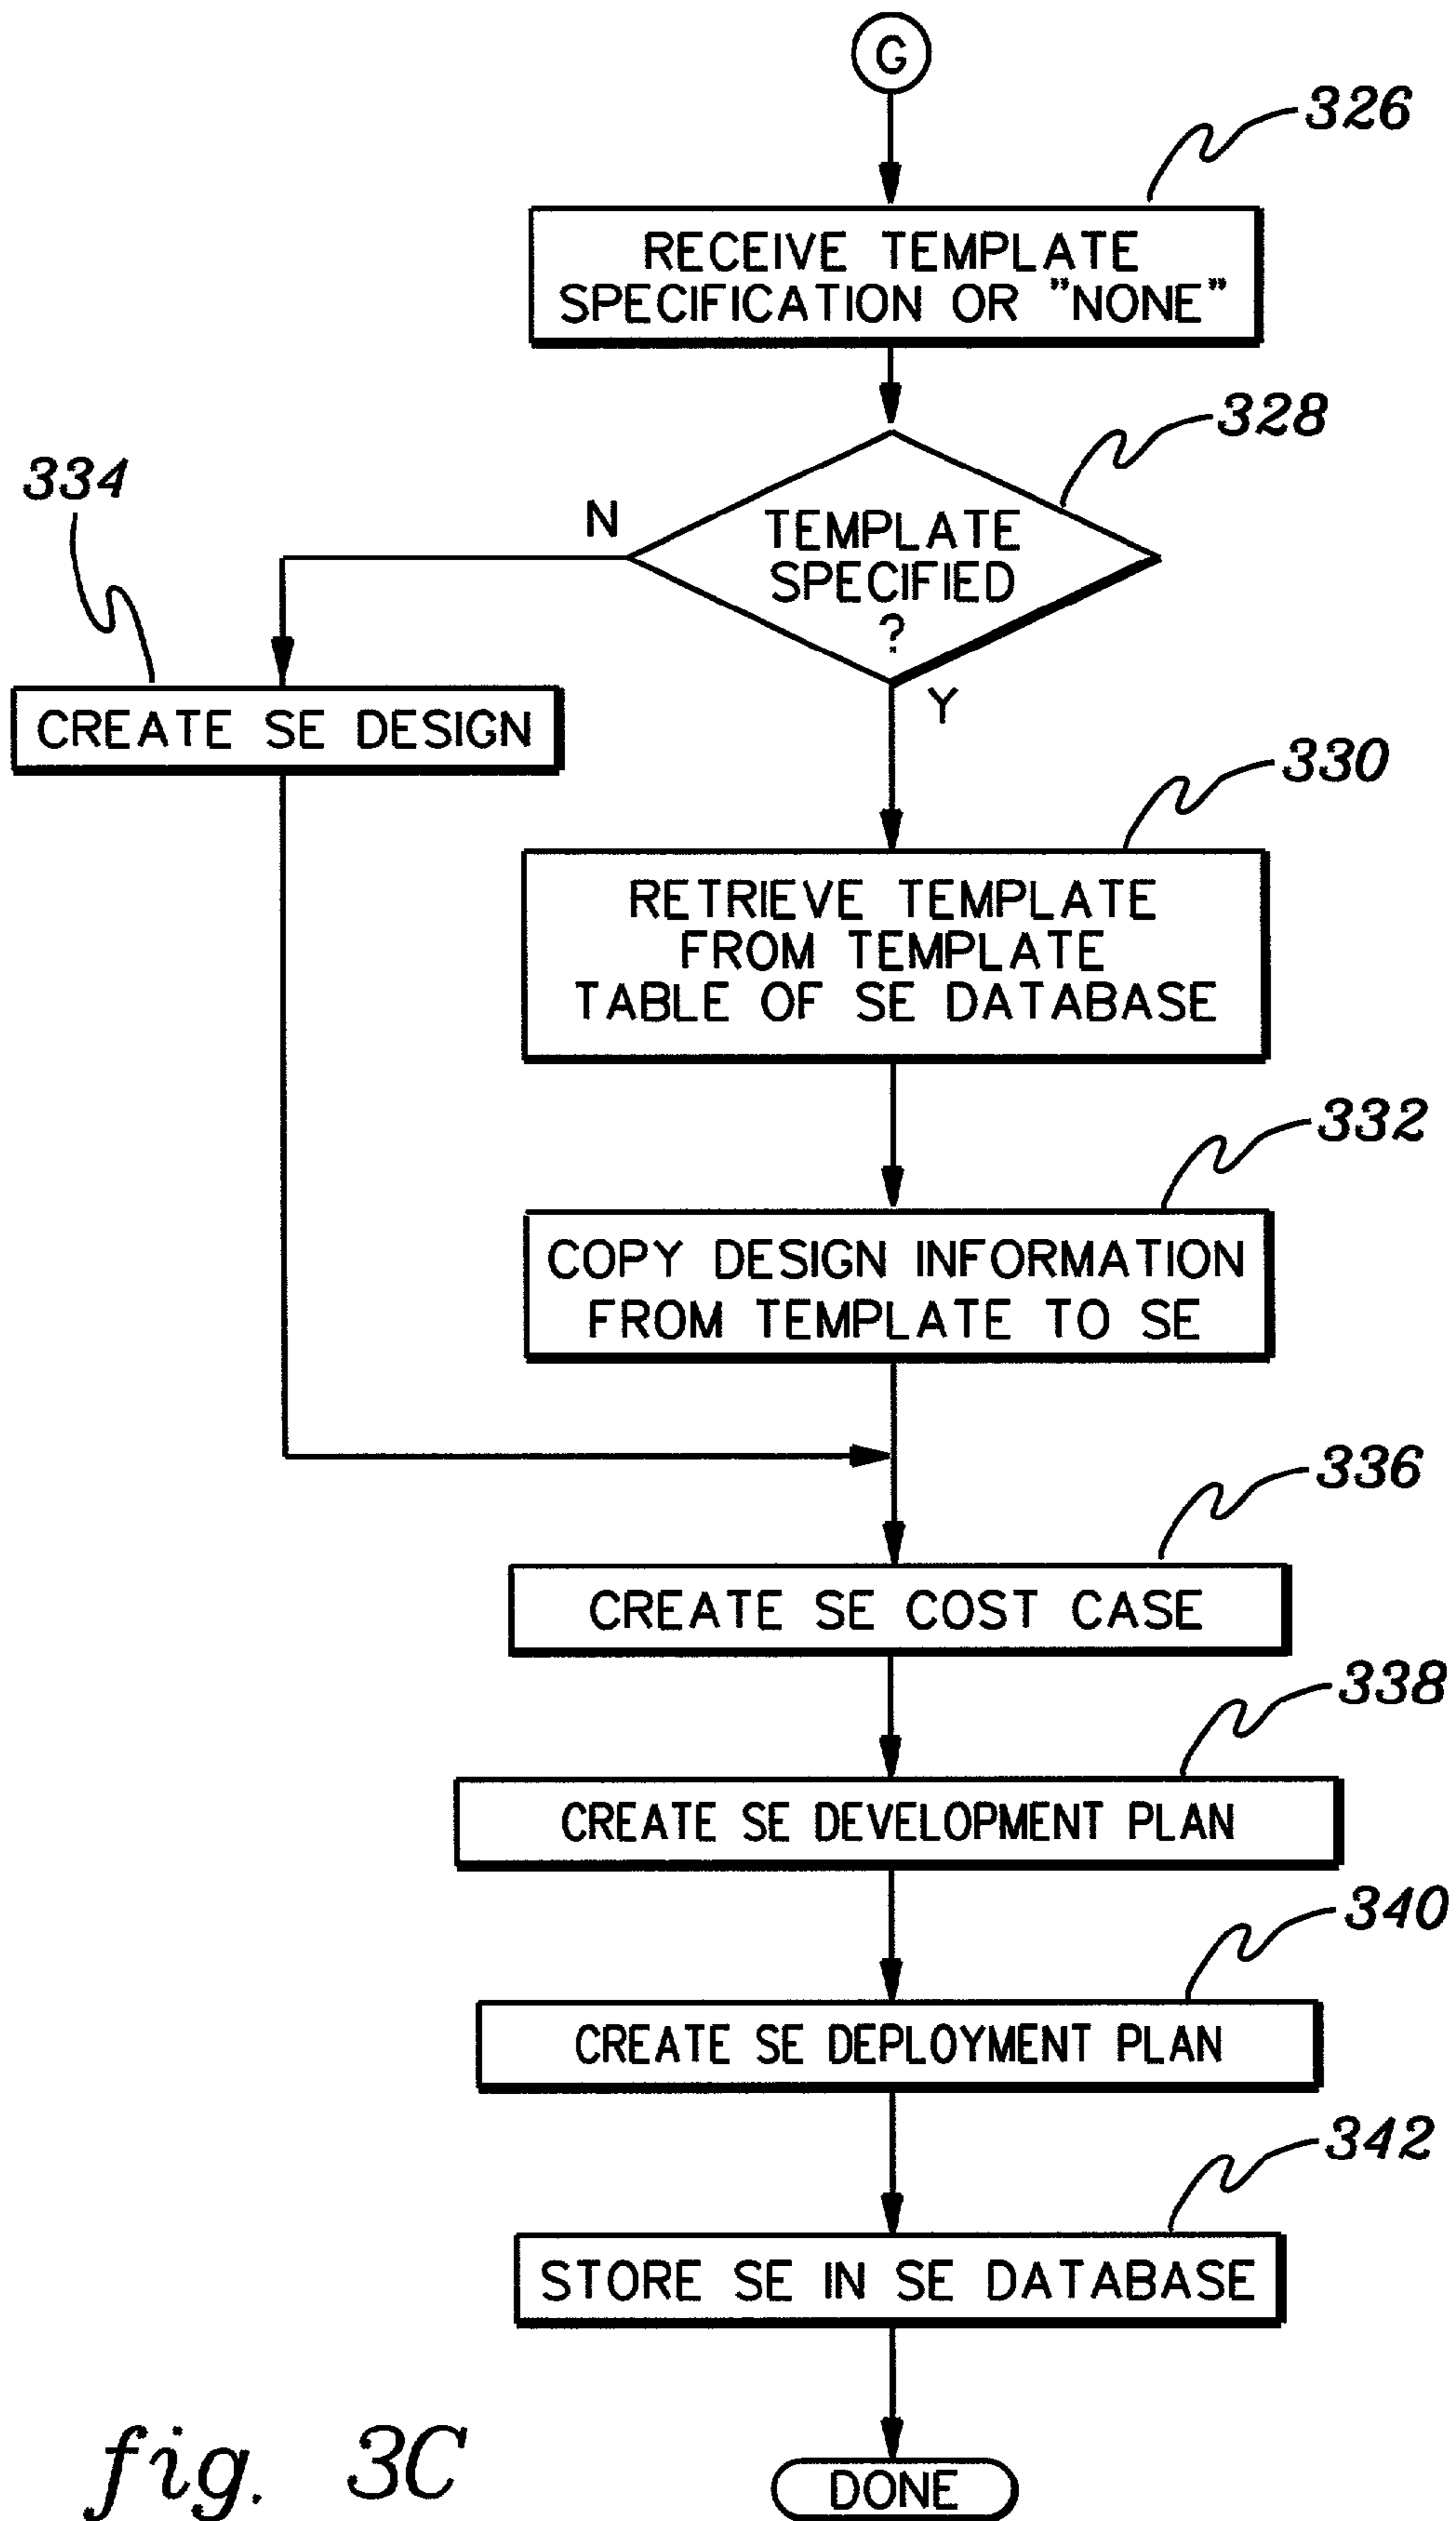 G
326
RECEIVE TEMPLATE
SPECIFICATION OR "NONE"
328
334
N
TEMPLATE
SPECIFIED
?
Y
CREATE SE DESIGN
330
RETRIEVE TEMPLATE
FROM TEMPLATE
TABLE OF SE DATABASE
332
COPY DESIGN INFORMATION
FROM TEMPLATE TO SE
336
CREATE SE COST CASE
338
CREATE SE DEVELOPMENT PLAN
340
CREATE SE DEPLOYMENT PLAN
342
STORE SE IN SE DATABASE
DONE
fig. 3C